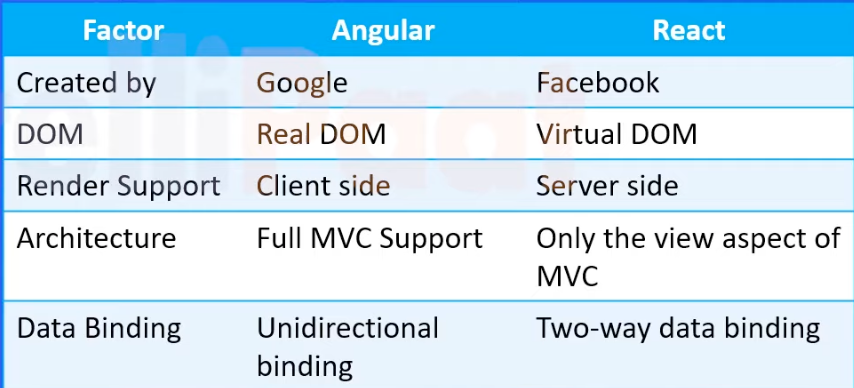 Factor Angular React
Created by Google Facebook
DOM Real DOM Virtual DOM
Render Support Client side Server side
Architecture Full MVC Support Only the view aspect of
MVC
Data Binding Unidirectional Two-way data binding
binding